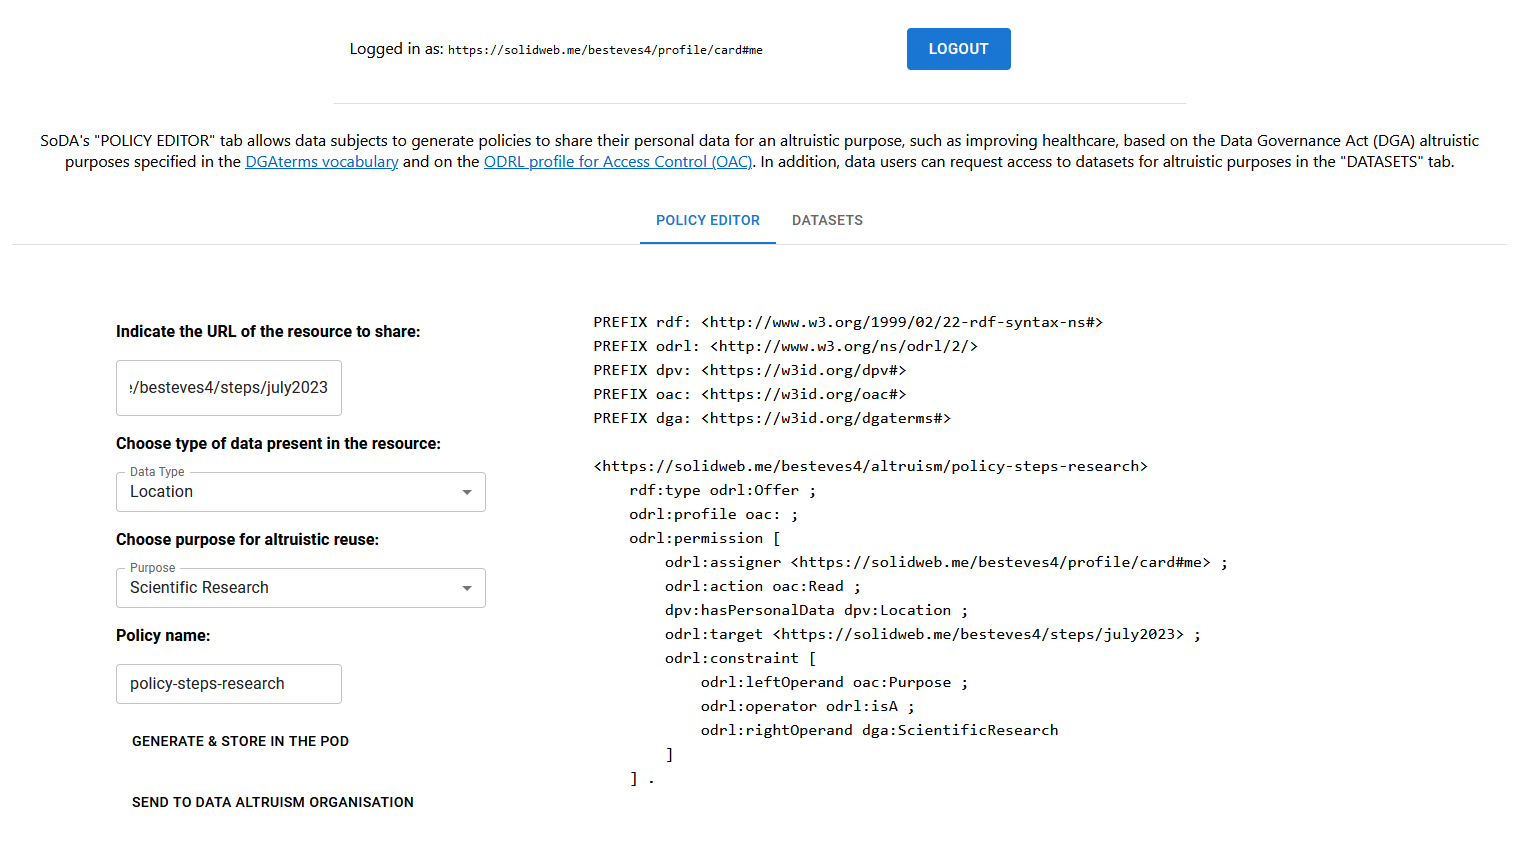 Logged in as: https://solidweb.me/besteves4/profile/card#me
LOGOUT
SoDA's "POLICY EDITOR" tab allows data subjects to generate policies to share their personal data for an altruistic purpose, such as improving healthcare, based on the Data Governance Act (DGA) altruistic
purposes specified in the DGAterms vocabulary and on the ODRL profile for Access Control (OAC). In addition, data users can request access to datasets for altruistic purposes in the "DATASETS" tab.
POLICY EDITOR
DATASETS
Indicate the URL of the resource to share:
/besteves4/steps/july2023
Choose type of data present in the resource:
Data Type
Location
Choose purpose for altruistic reuse:
Purpose
Scientific Research
Policy name:
policy-steps-research
GENERATE & STORE IN THE POD
SEND TO DATA ALTRUISM ORGANISATION
PREFIX rdf: <http://www.w3.org/1999/02/22-rdf-syntax-ns#>
PREFIX odrl: <http://www.w3.org/ns/odrl/2/>
PREFIX dpv: <https://w3id.org/dpv#>
PREFIX oac: <https://w3id.org/oac#>
PREFIX dga: <https://w3id.org/dgaterms#>
<https://solidweb.me/besteves4/altruism/policy-steps-research>
rdf:type odrl:Offer ;
odrl:profile oac: ;
odrl:permission [
odrl:assigner <https://solidweb.me/besteves4/profile/card#me> ;
odrl:action oac:Read ;
dpv:hasPersonalData dpv:Location ;
odrl:target <https://solidweb.me/besteves4/steps/july2023> ;
odrl:constraint [
odrl:leftOperand oac:Purpose ;
odrl:operator odrl:isA ;
odrl:rightOperand dga:ScientificResearch
]
] .